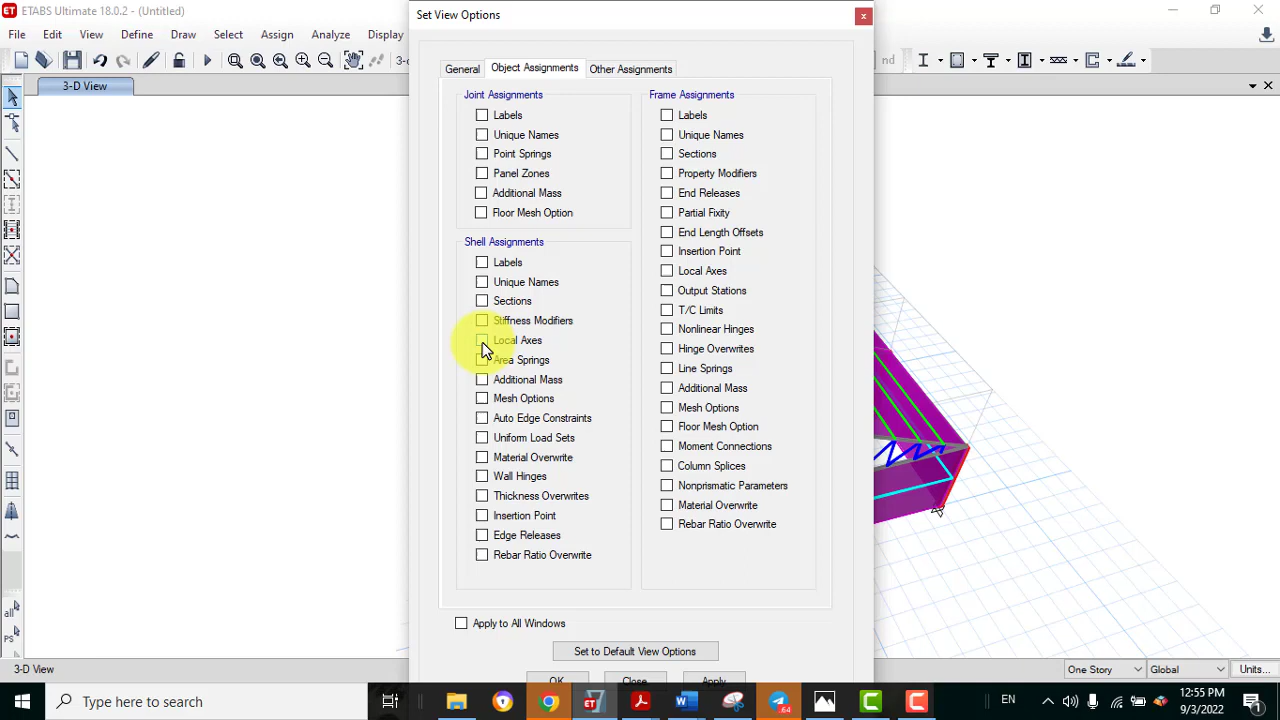 ETABS Ultimate 18.0.2 - (Untitled)
Set View Options
File Edit View Define Draw Select Assign Analyze Display
nd
3-D View
General Object Assignments Other Assignments
Joint Assignments
Labels
Unique Names
Point Springs
Panel Zones
Additional Mass
Floor Mesh Option
Shell Assignments
Labels
Unique Names
Sections
Stiffness Modifiers
Local Axes
Area Springs
Additional Mass
Mesh Options
Auto Edge Constraints
Uniform Load Sets
Material Overwrite
Wall Hinges
Thickness Overwrites
Insertion Point
Edge Releases
Rebar Ratio Overwrite
Frame Assignments
Labels
Unique Names
Sections
Property Modifiers
End Releases
Partial Fixity
End Length Offsets
Insertion Point
Local Axes
Output Stations
T/C Limits
Nonlinear Hinges
Hinge Overwrites
Line Springs
Additional Mass
Mesh Options
Floor Mesh Option
Moment Connections
Column Splices
Nonprismatic Parameters
Material Overwrite
Rebar Ratio Overwrite
Apply to All Windows
Set to Default View Options
OK Close Apply
all
PS
3-D View
One Story Global Units...
Type here to search
64
EN
12:55 PM
9/3/2022
1